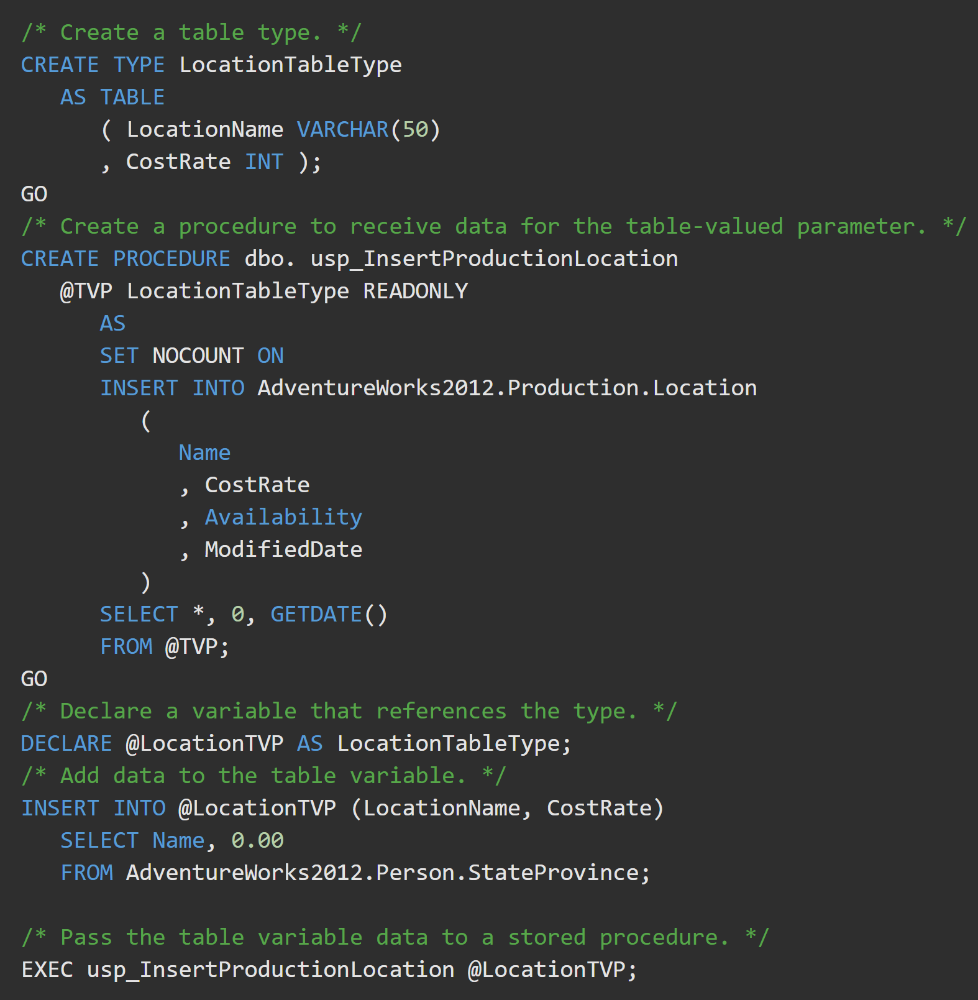 /* Create a table type. */
CREATE TYPE LocationTableType
   AS TABLE
      ( LocationName VARCHAR(50)
      , CostRate INT );
GO
/* Create a procedure to receive data for the table-valued parameter. */
CREATE PROCEDURE dbo. usp_InsertProductionLocation
   @TVP LocationTableType READONLY
      AS
      SET NOCOUNT ON
      INSERT INTO AdventureWorks2012.Production.Location
         (
            Name
            , CostRate
            , Availability
            , ModifiedDate
         )
      SELECT *, 0, GETDATE()
      FROM @TVP;
GO
/* Declare a variable that references the type. */
DECLARE @LocationTVP AS LocationTableType;
/* Add data to the table variable. */
INSERT INTO @LocationTVP (LocationName, CostRate)
   SELECT Name, 0.00
   FROM AdventureWorks2012.Person.StateProvince;

/* Pass the table variable data to a stored procedure. */
EXEC usp_InsertProductionLocation @LocationTVP;